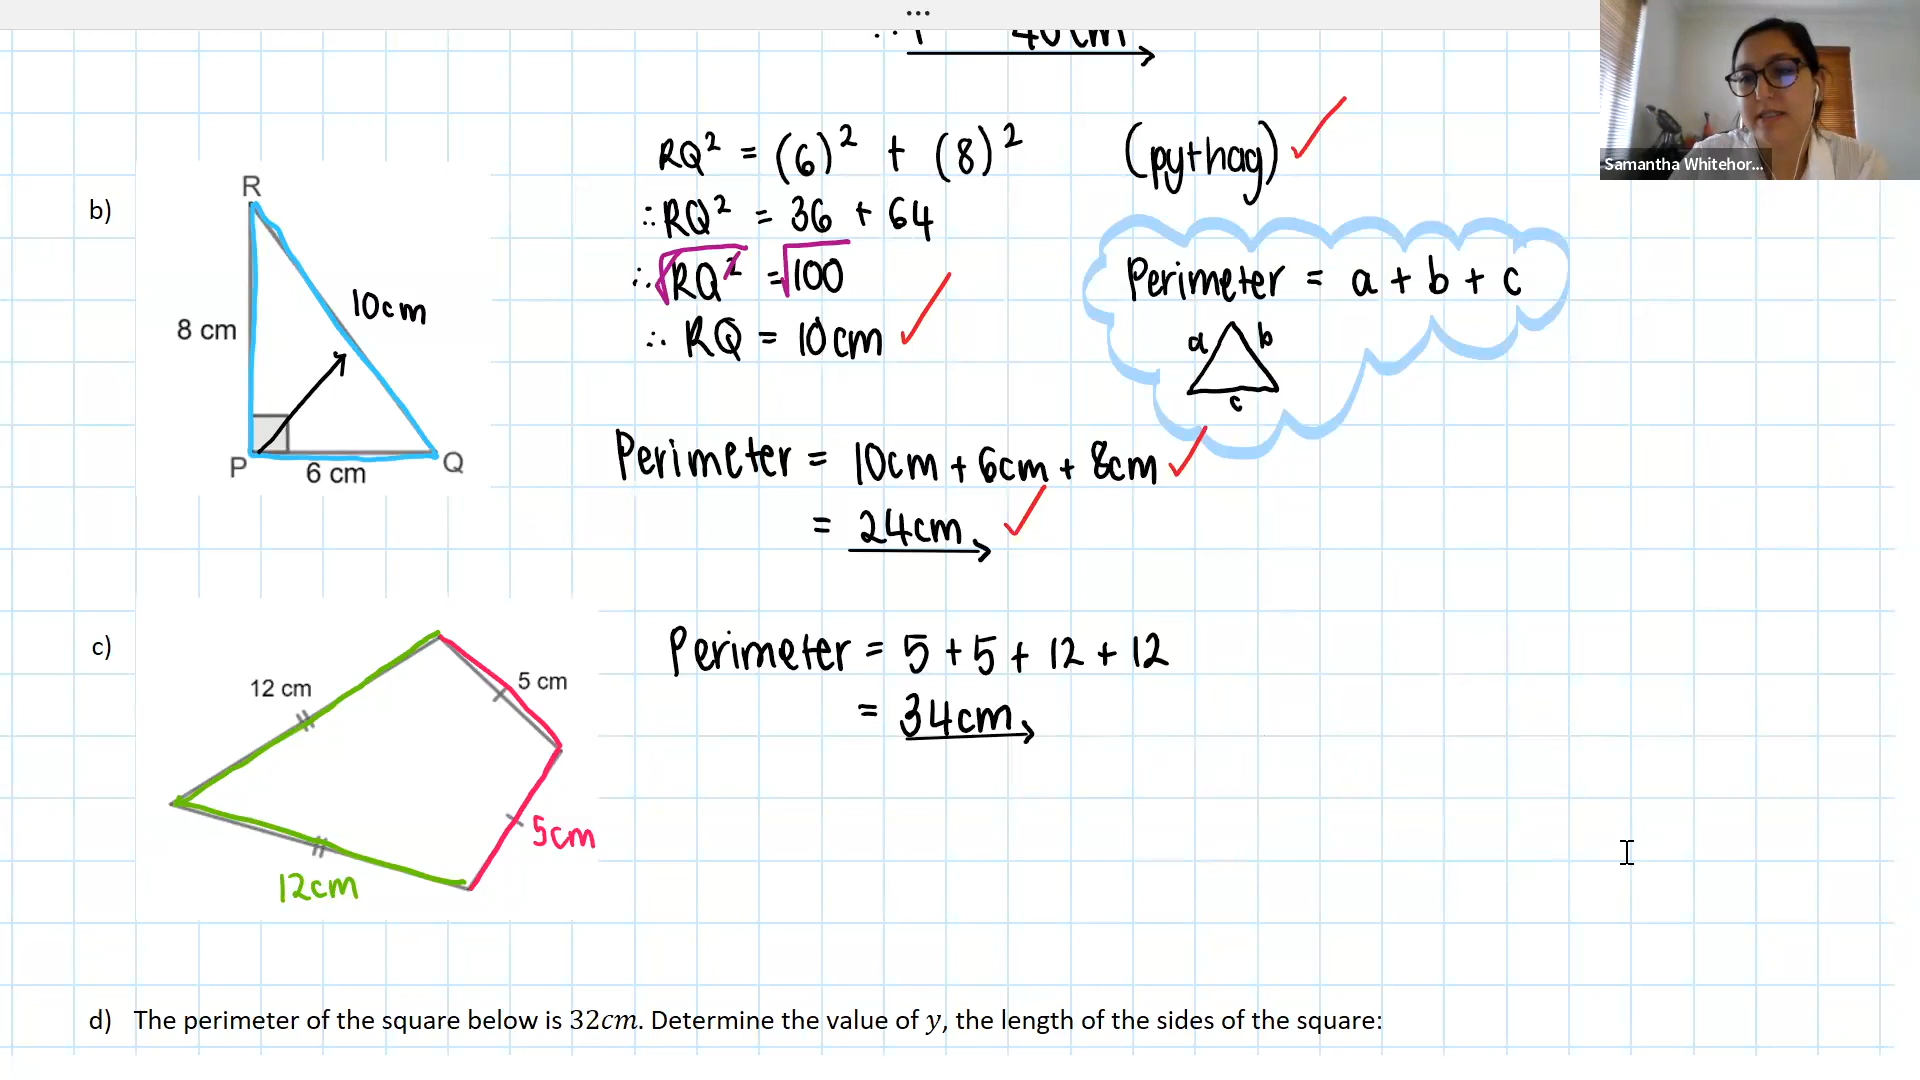 ...
40cm
Samantha Whitehor...
b)
R
8 cm
10cm
P
6 cm
Q
RQ² = (6)² + (8)² (pythag)
∴ RQ² = 36 + 64
∴ √RQ² = √100
∴ RQ = 10cm
Perimeter = a + b + c
a b
c
Perimeter = 10cm + 6cm + 8cm
= 24cm
c)
12 cm
5 cm
5cm
12cm
Perimeter = 5 + 5 + 12 + 12
= 34cm
d) The perimeter of the square below is 32cm. Determine the value of y, the length of the sides of the square: